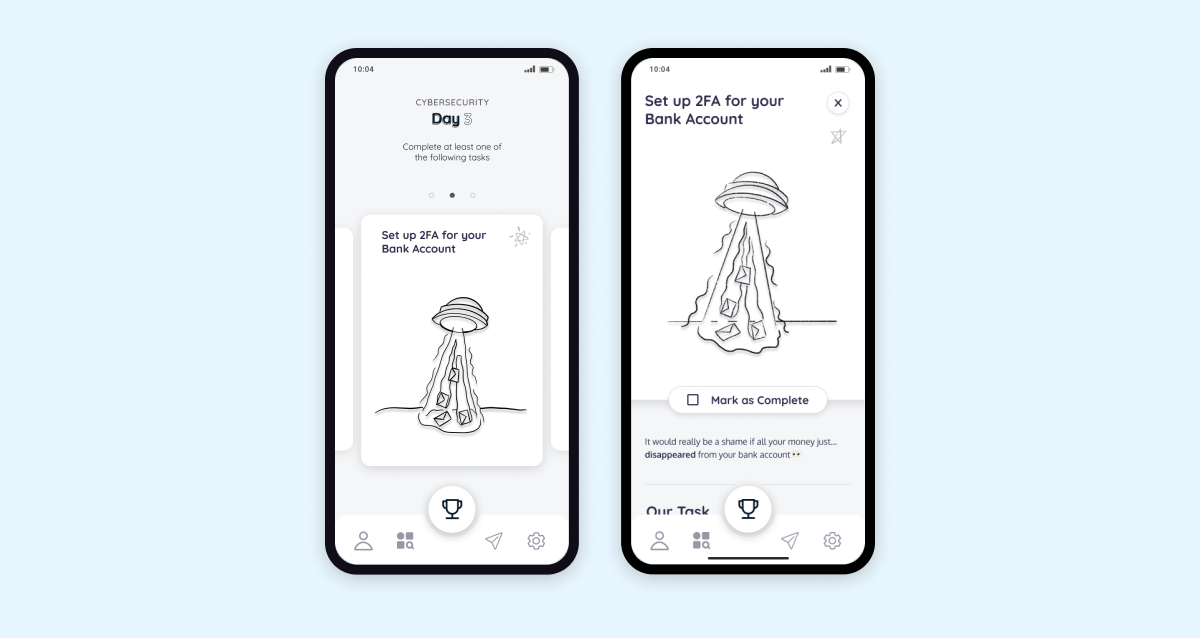 10:04
CYBERSECURITY
Day 3
Complete at least one of
the following tasks
Set up 2FA for your
Bank Account
10:04
Set up 2FA for your
Bank Account
X
Mark as Complete
It would really be a shame if all your money just...
disappeared from your bank account 👀
Our Task